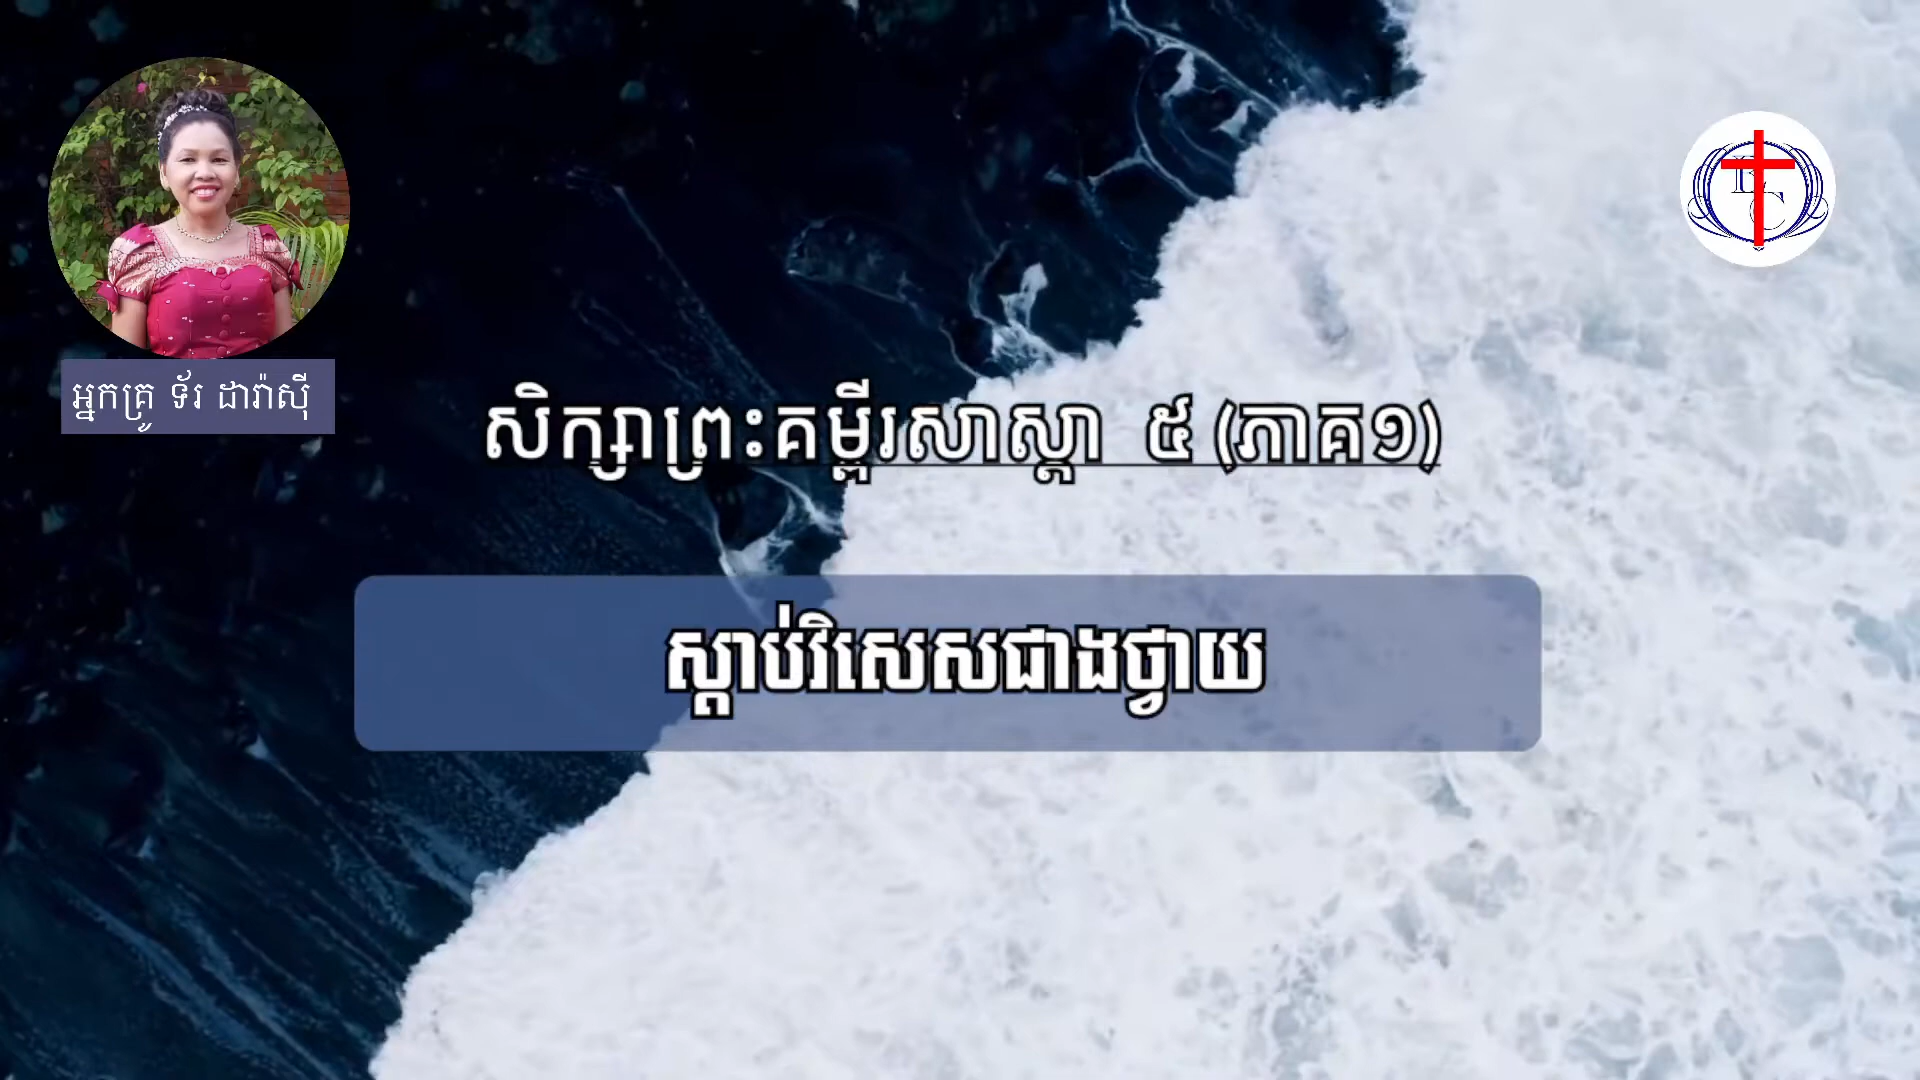 អ្នកគ្រូ ទ័រ ដារ៉ាស៊ី
សិក្សាព្រះគម្ពីរសាស្តា ៥ (ភាគ១)
ស្តាប់វិសេសជាងថ្វាយ